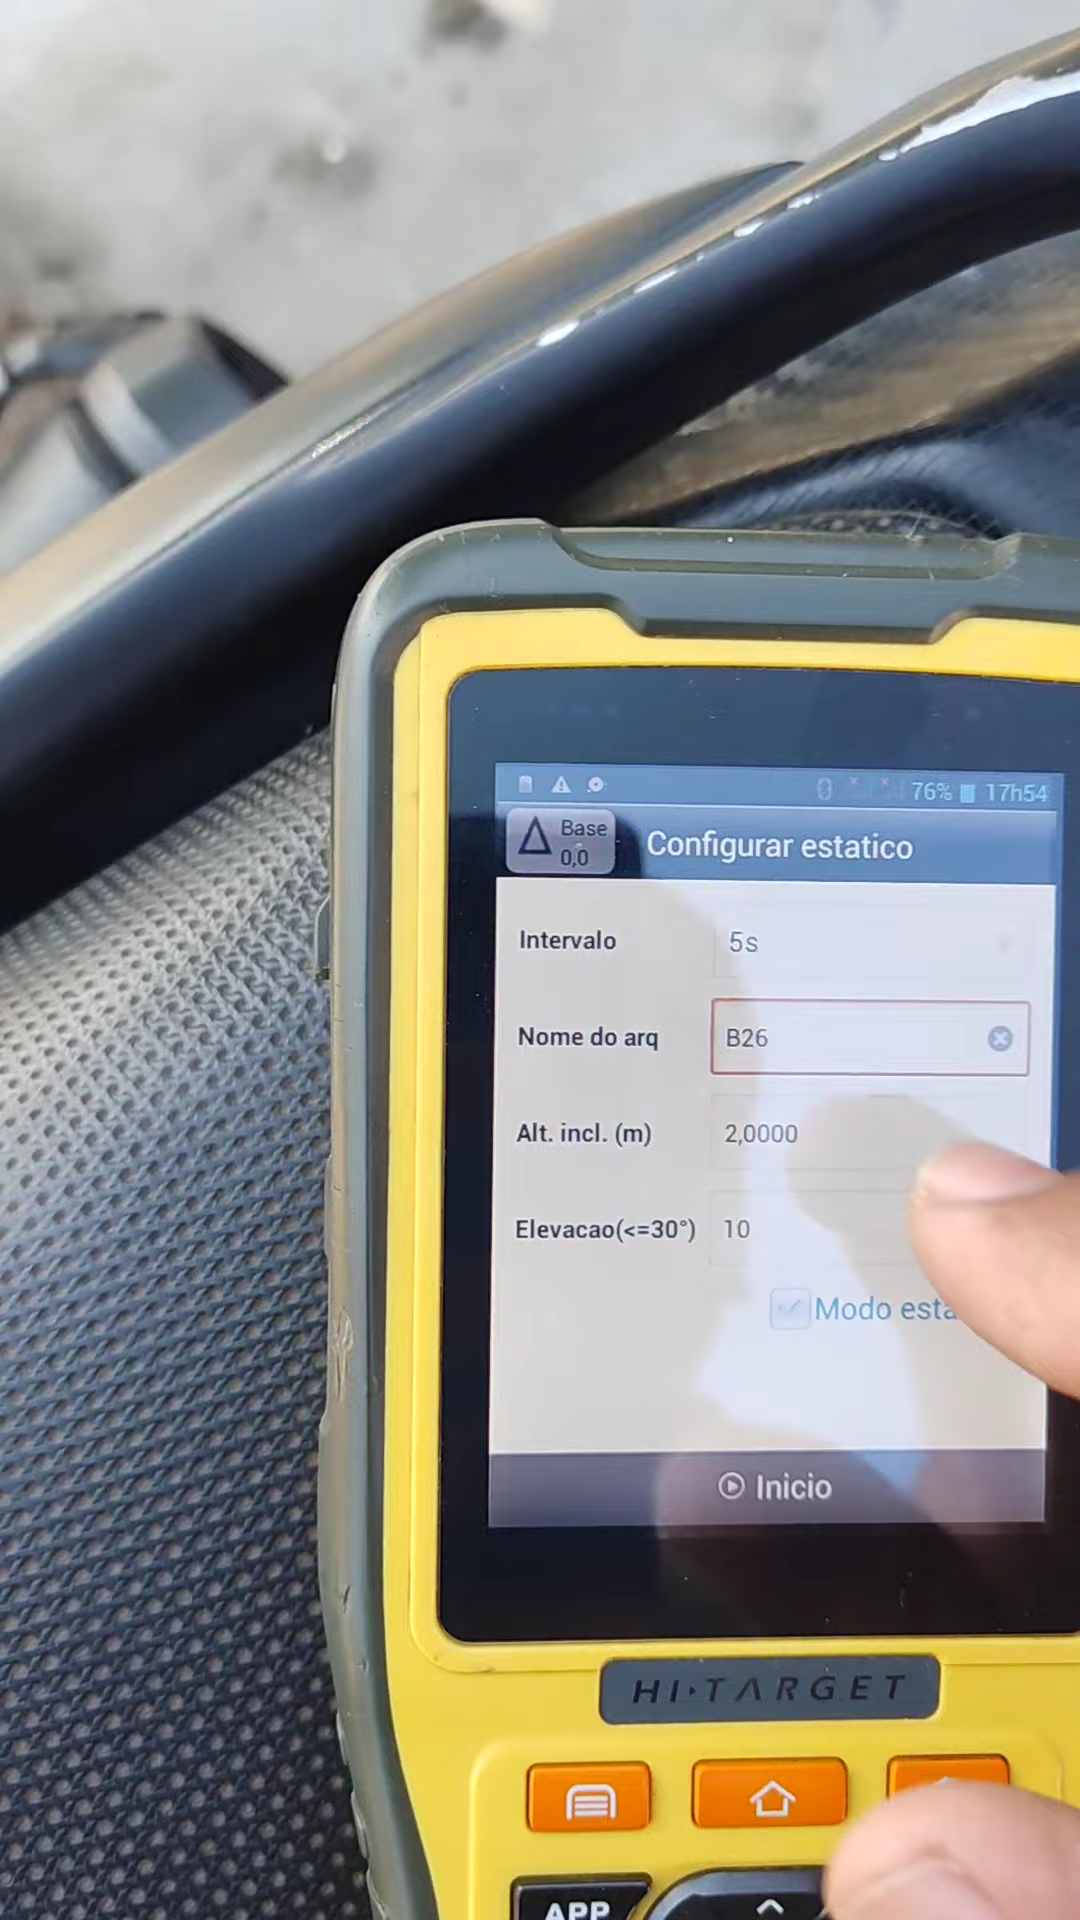 76% 17h54
Base
0,0
Configurar estatico
Intervalo 5s
Nome do arq B26
Alt. incl. (m) 2,0000
Elevacao(<=30°) 10
Modo
Inicio
HI-TARGET
APP